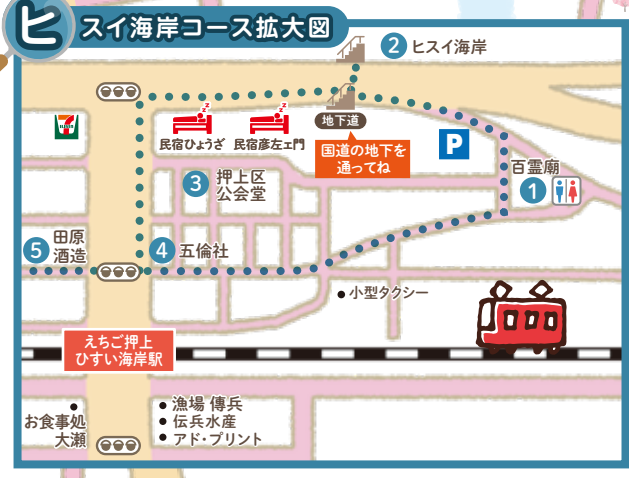 ヒスイ海岸コース拡大図
2 ヒスイ海岸
地下道
国道の地下を
通ってね
民宿ひょうざ
民宿彦左ェ門
P
百霊廟
1
3 押上区
公会堂
5 田原
酒造
4 五倫社
●小型タクシー
えちご押上
ひすい海岸駅
●
お食事処
大瀬
● 漁場 傳兵
● 伝兵水産
● アド・プリント